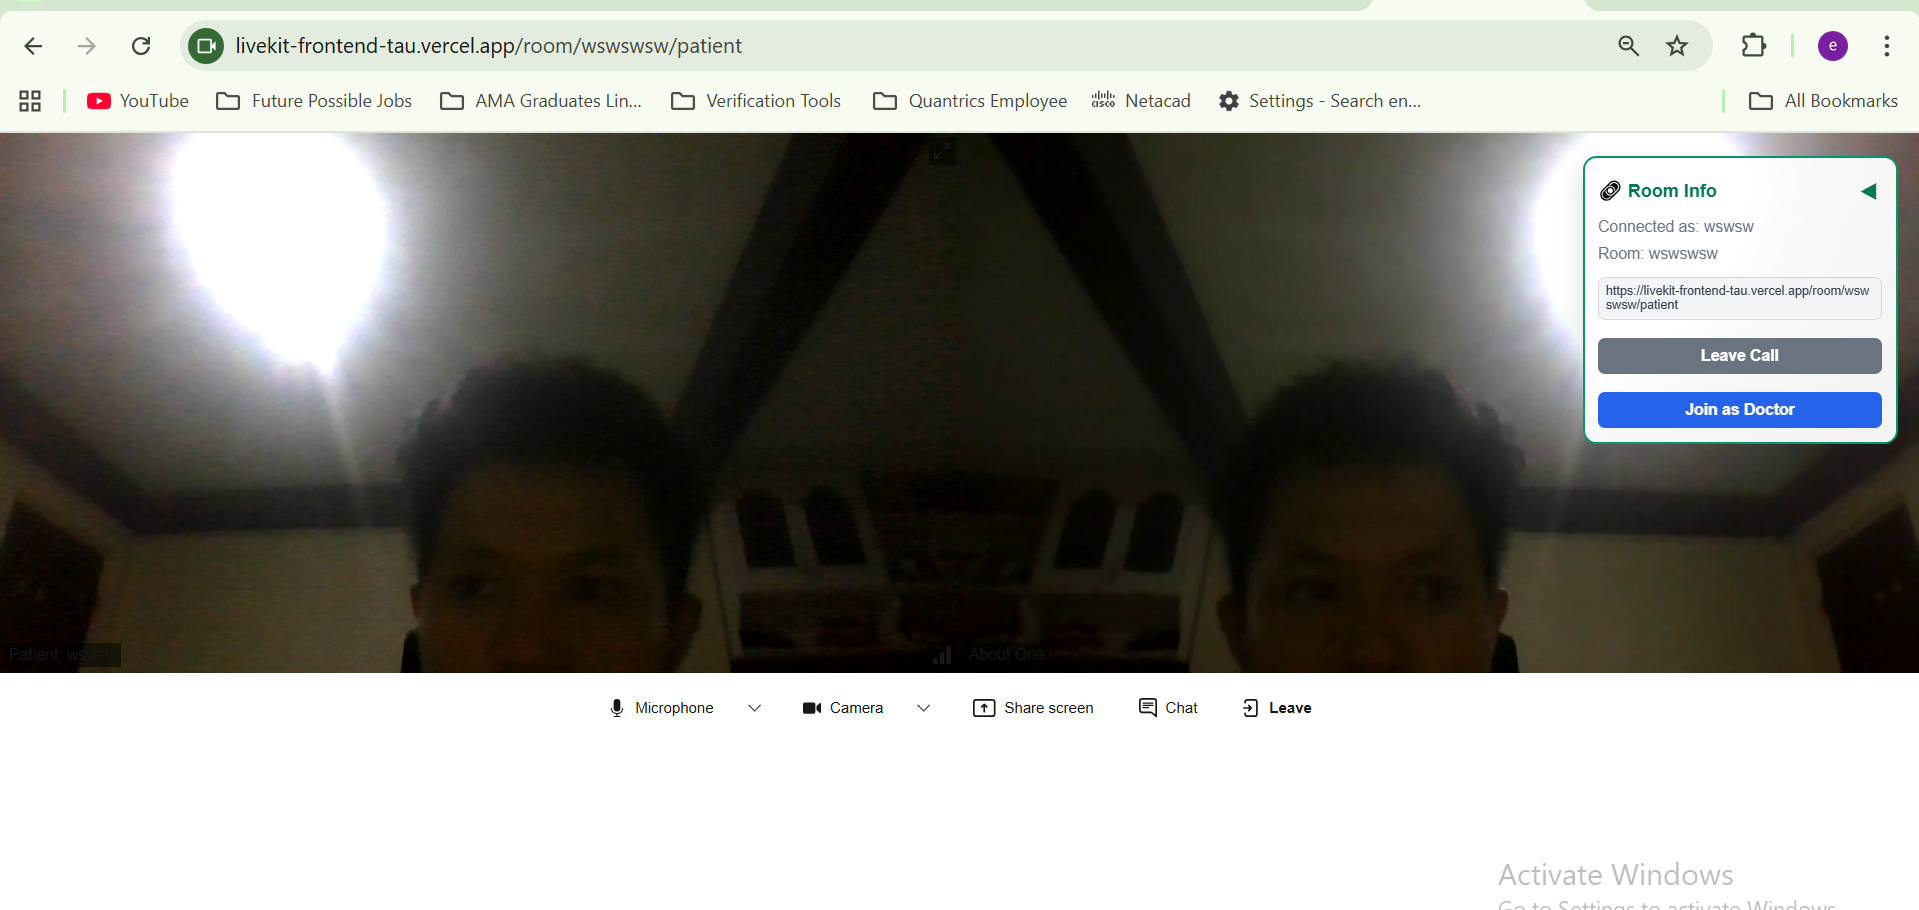 livekit-frontend-tau.vercel.app/room/wswswsw/patient
e
YouTube
Future Possible Jobs
AMA Graduates Lin...
Verification Tools
Quantrics Employee
cisco
Netacad
Settings - Search en...
All Bookmarks
Room Info
Connected as: wswsw
Room: wswswsw
https://livekit-frontend-tau.vercel.app/room/wsw
swsw/patient
Leave Call
Join as Doctor
Patient:
About One
Microphone
Camera
Share screen
Chat
Leave
Activate Windows
Go to Settings to activate Windows.